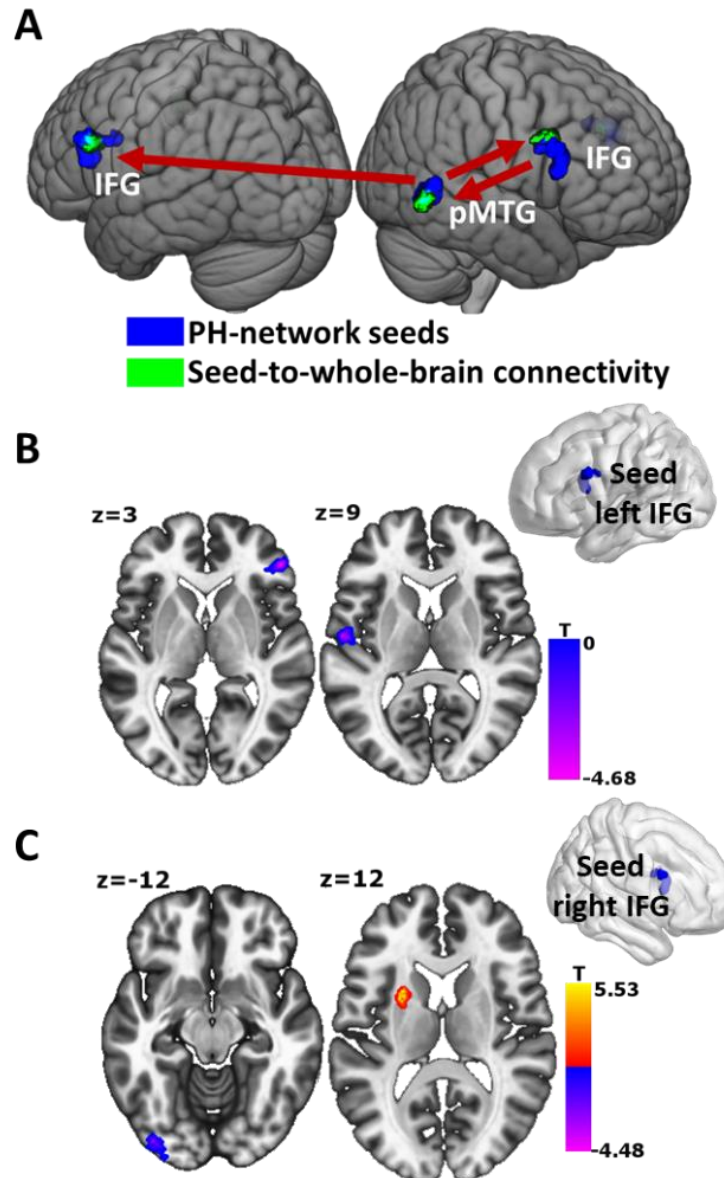 A
IFG
IFG
pMTG
PH-network seeds
Seed-to-whole-brain connectivity
B
Seed
left IFG
z=3
z=9
T
0
-4.68
C
Seed
right IFG
z=-12
z=12
T
5.53
-4.48